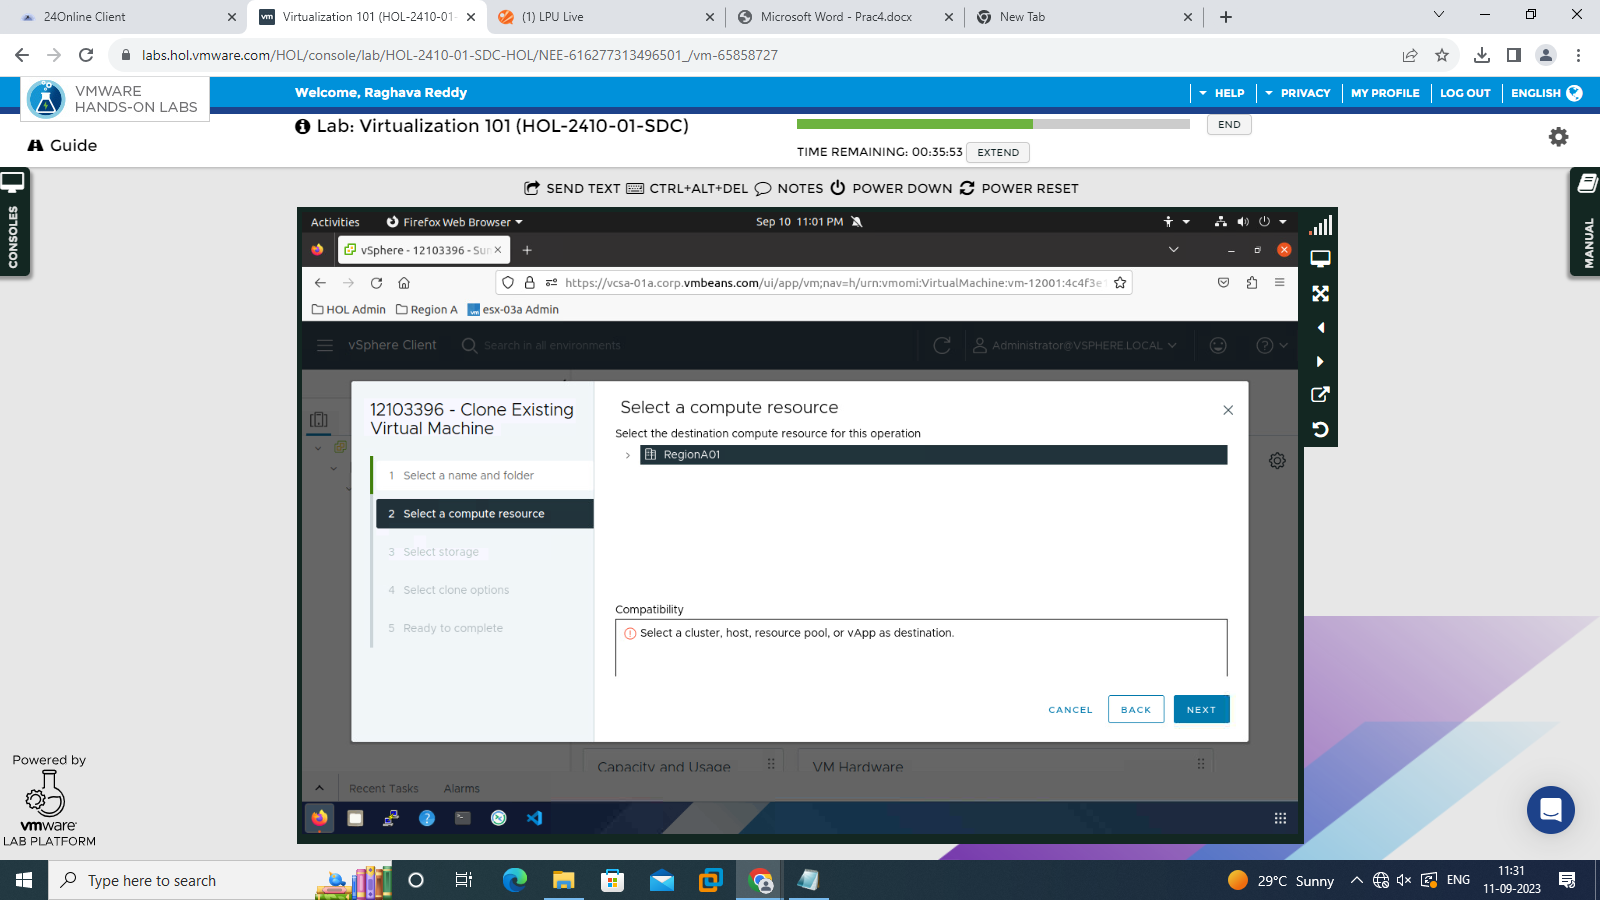 24Online Client
vm Virtualization 101 (HOL-2410-01-
(1) LPU Live
Microsoft Word - Prac4.docx
New Tab
labs.hol.vmware.com/HOL/console/lab/HOL-2410-01-SDC-HOL/NEE-616277313496501_/vm-65858727
VMWARE
HANDS-ON LABS
Welcome, Raghava Reddy
HELP
PRIVACY
MY PROFILE
LOG OUT
ENGLISH
Guide
Lab: Virtualization 101 (HOL-2410-01-SDC)
END
TIME REMAINING: 00:35:53
EXTEND
CONSOLES
MANUAL
SEND TEXT CTRL+ALT+DEL NOTES POWER DOWN POWER RESET
Activities
Firefox Web Browser
Sep 10 11:01 PM
vSphere - 12103396 - Su
https://vcsa-01a.corp.vmbeans.com/ui/app/vm;nav=h/urn:vmomi:VirtualMachine:vm-12001:4c4f3e
HOL Admin
Region A
vm esx-03a Admin
vSphere Client
Search in all environments
Administrator@VSPHERE.LOCAL
12103396 - Clone Existing
Virtual Machine
1 Select a name and folder
2 Select a compute resource
3 Select storage
4 Select clone options
5 Ready to complete
Select a compute resource
Select the destination compute resource for this operation
RegionA01
Compatibility
Select a cluster, host, resource pool, or vApp as destination.
CANCEL
BACK
NEXT
Capacity and Usage
VM Hardware
Recent Tasks
Alarms
Powered by
vmware
LAB PLATFORM
Type here to search
29°C Sunny
ENG
11:31
11-09-2023